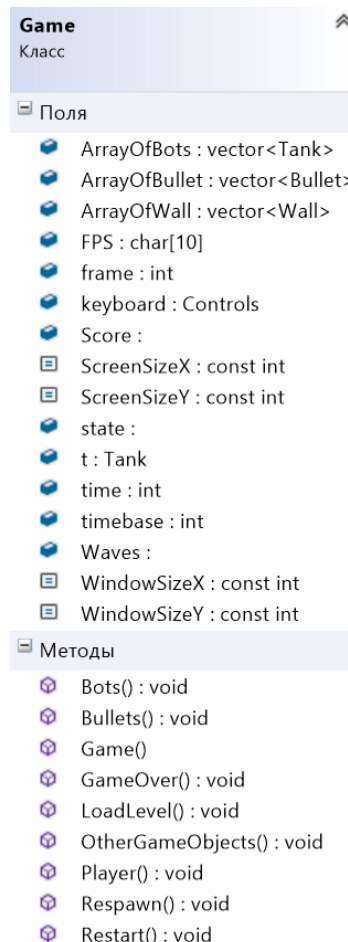 Game
Класс
Поля
ArrayOfBots : vector<Tank>
ArrayOfBullet : vector<Bullet>
ArrayOfWall : vector<Wall>
FPS : char[10]
frame : int
keyboard : Controls
Score :
ScreenSizeX : const int
ScreenSizeY : const int
state :
t : Tank
time : int
timebase : int
Waves :
WindowSizeX : const int
WindowSizeY : const int
Методы
Bots() : void
Bullets() : void
Game()
GameOver() : void
LoadLevel() : void
OtherGameObjects() : void
Player() : void
Respawn() : void
Restart() : void